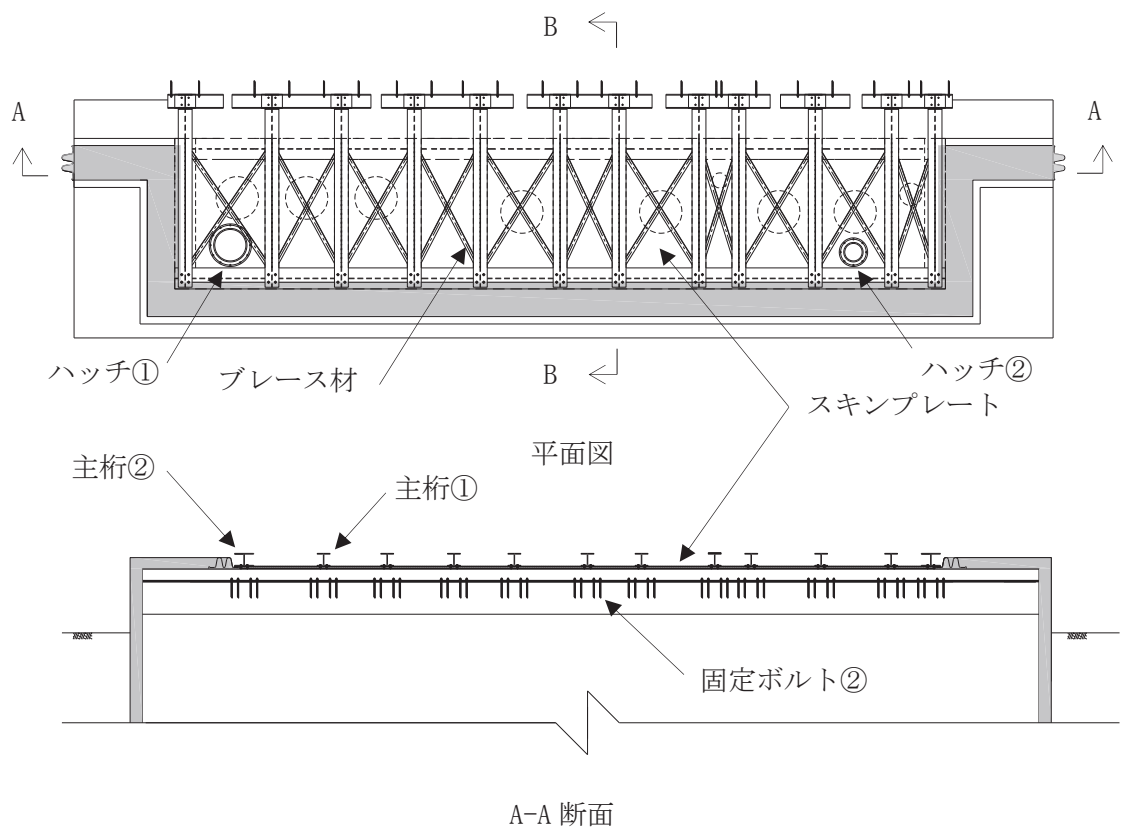 B
A
A
ハッチ①
ブレース材
B
ハッチ②
スキンプレート
平面図
主桁②
主桁①
固定ボルト②
A-A 断面